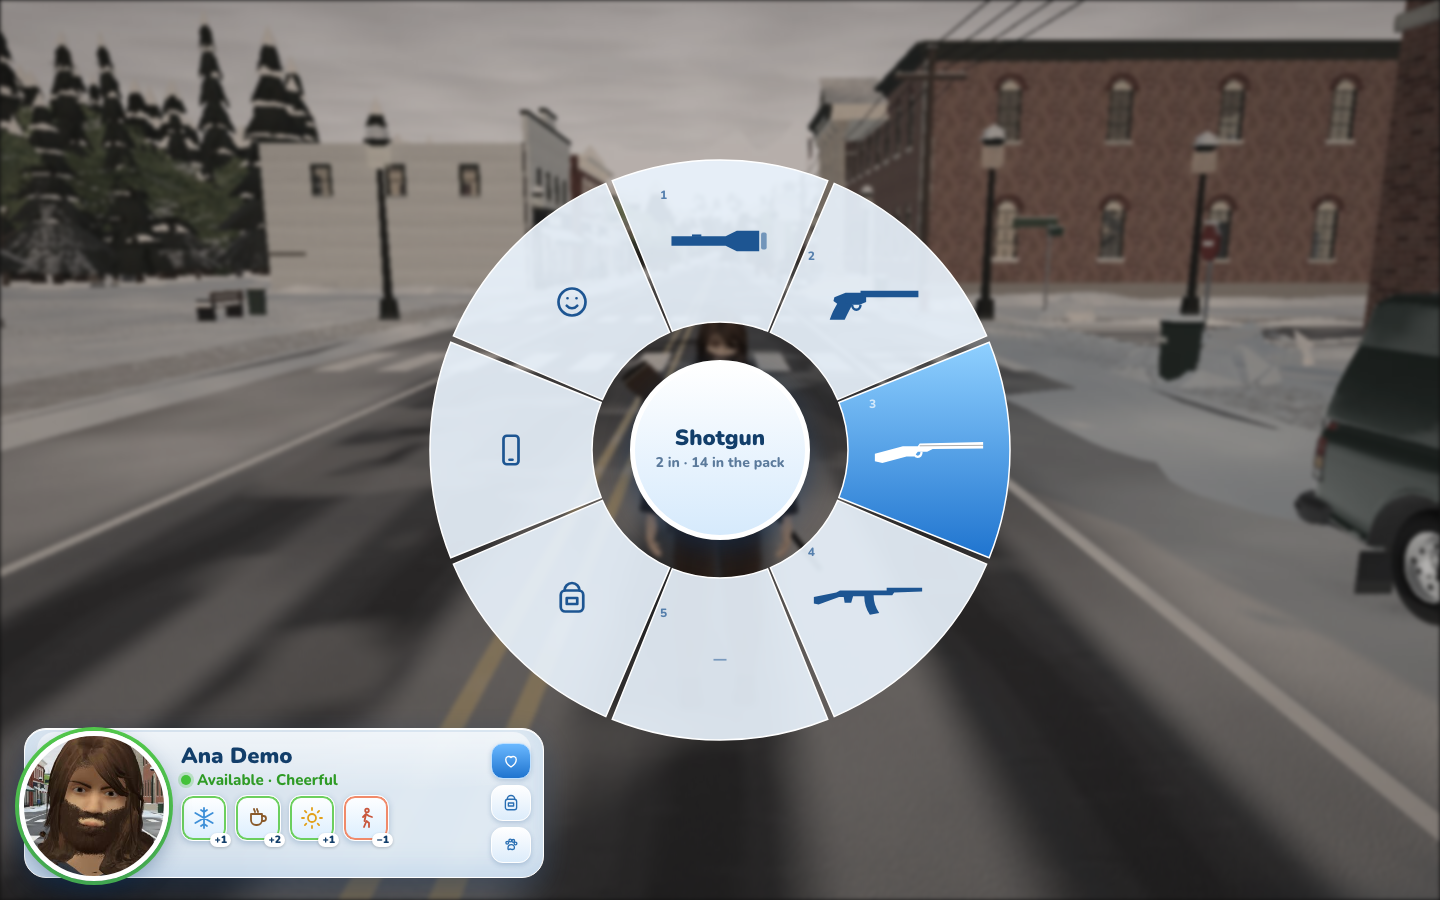 1
2
3
Shotgun
2 in · 14 in the pack
4
5
—
Ana Demo
Available · Cheerful
+1
+2
+1
−1